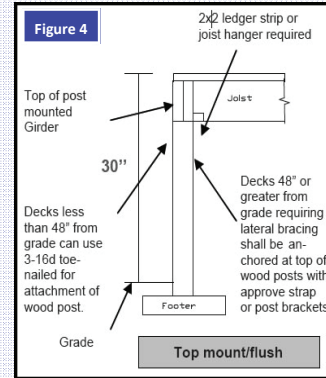 Figure 4
2x2 ledger strip or
joist hanger required
Top of post
mounted
Girder
Joist
30”
Decks less
than 48” from
grade can use
3-16d toe-
nailed for
attachment of
wood post.
Decks 48” or
greater from
grade requiring
lateral bracing
shall be an-
chored at top of
wood posts with
approve strap
or post brackets
Footer
Grade
Top mount/flush